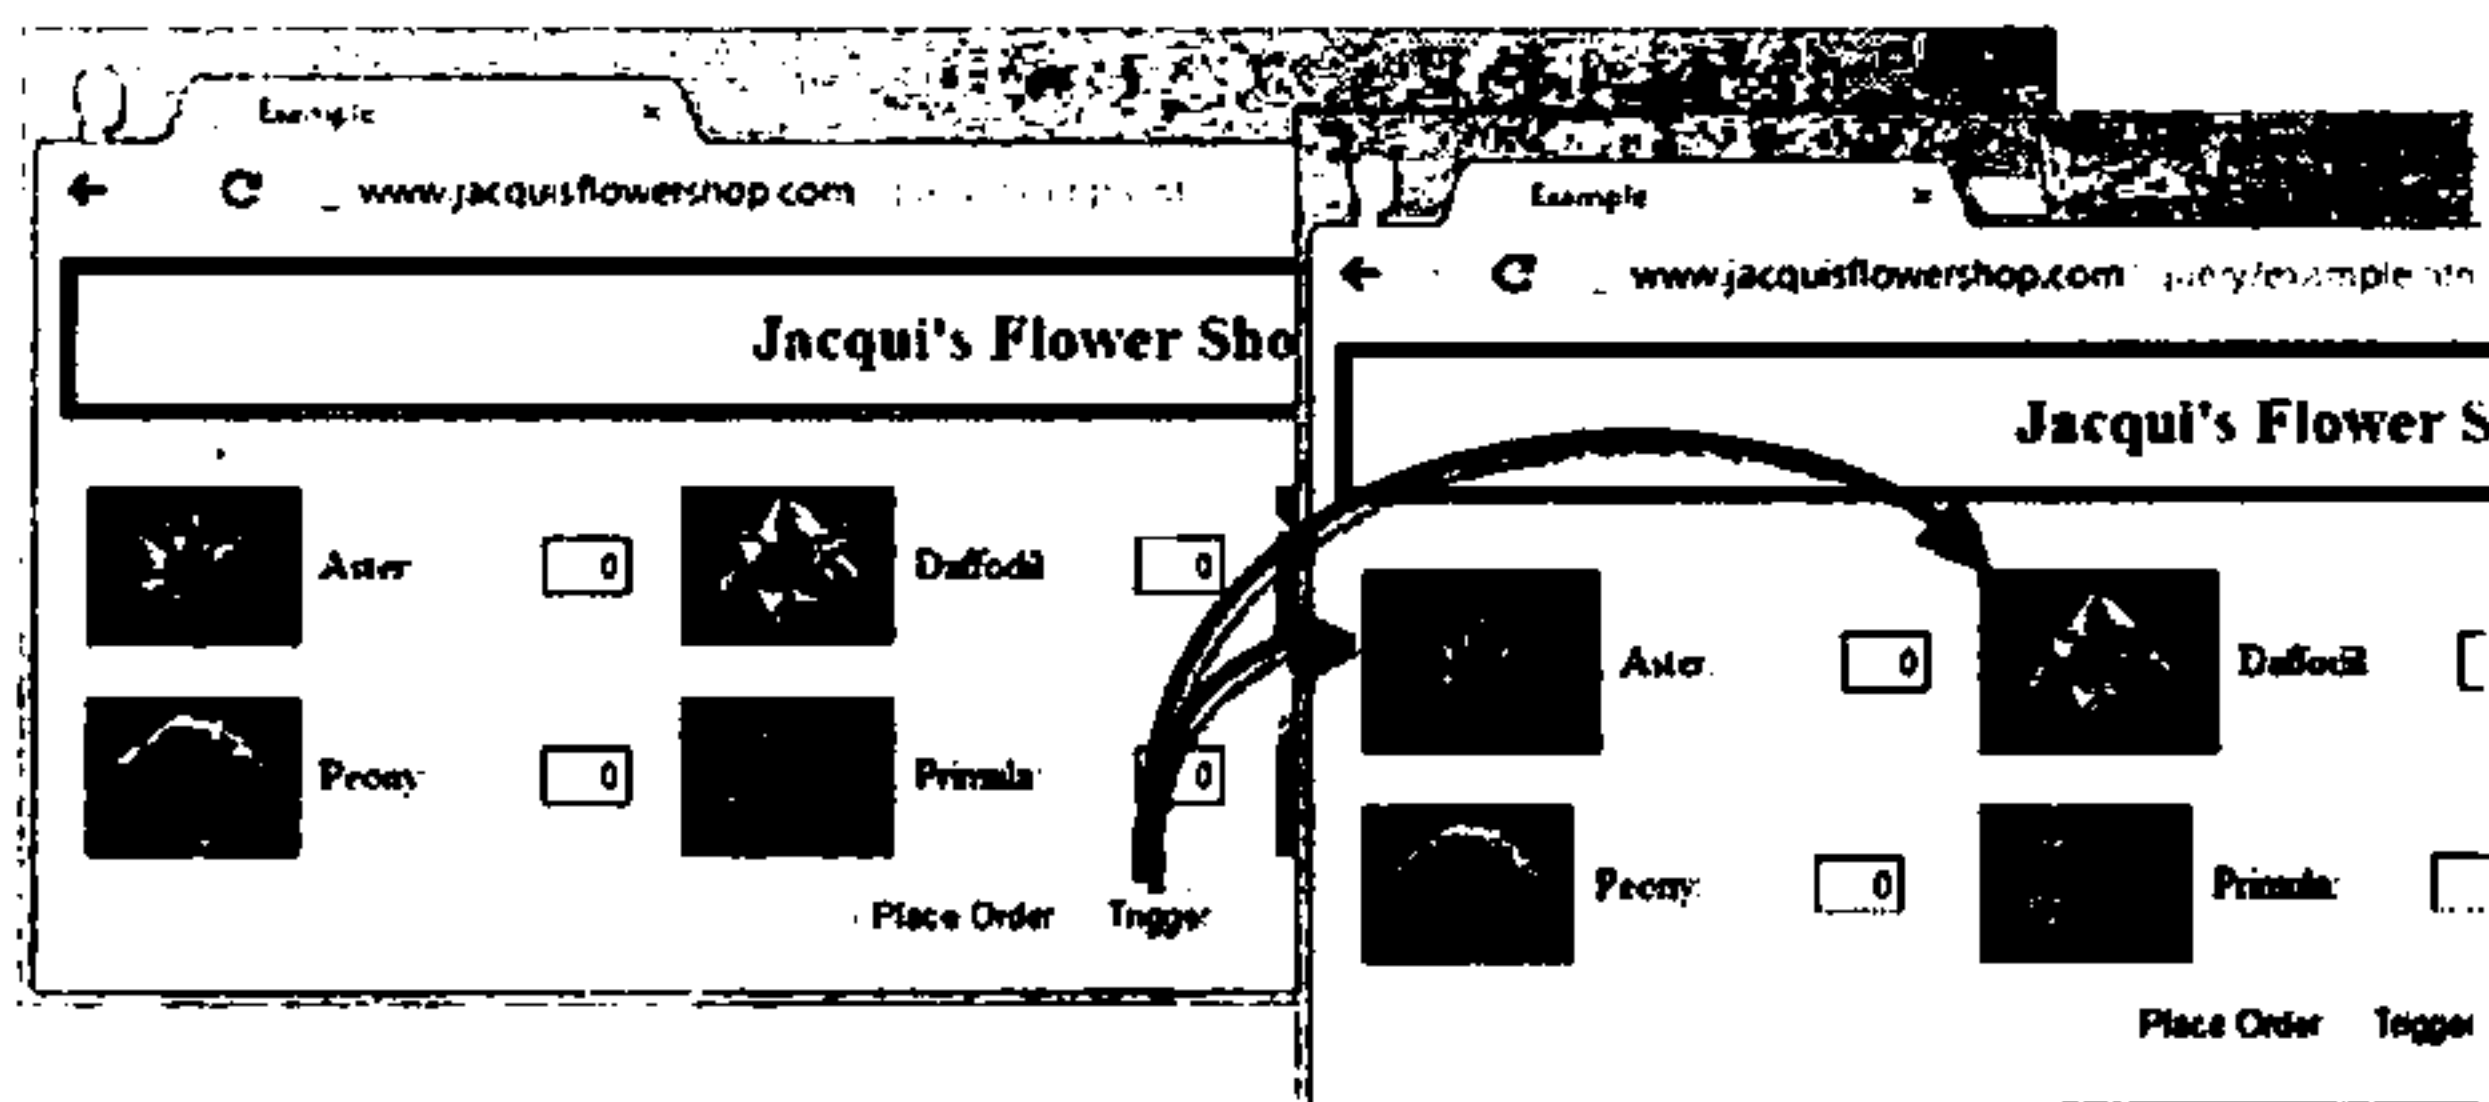 Example
www.jacquisflowershop.com
Jacqui's Flower Sho
Aster
0
Daffodil
0
Peony
0
Primula
0
Place Order
Trigger
Example
www.jacquisflowershop.com
Jacqui's Flower S
Aster
0
Daffodil
Peony
0
Primula
Place Order
Trigger